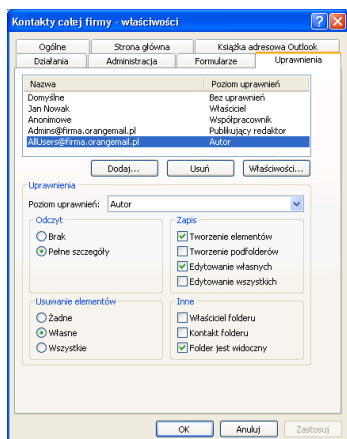 Kontakty całej firmy - właściwości
Ogólne Strona główna Książka adresowa Outlook
Działania Administracja Formularze Uprawnienia
Nazwa Poziom uprawnień
Domyślne Bez uprawnień
Jan Nowak Właściciel
Anonimowe Współpracownik
Admins@firma.orangemail.pl Publikujący redaktor
AllUsers@firma.orangemail.pl Autor
Dodaj... Usuń Właściwości...
Uprawnienia
Poziom uprawnień: Autor
Odczyt Zapis
Brak Tworzenie elementów
Pełne szczegóły Tworzenie podfolderów
Edytowanie własnych
Edytowanie wszystkich
Usuwanie elementów Inne
Żadne Właściciel folderu
Własne Kontakt folderu
Wszystkie Folder jest widoczny
OK Anuluj Zastosuj